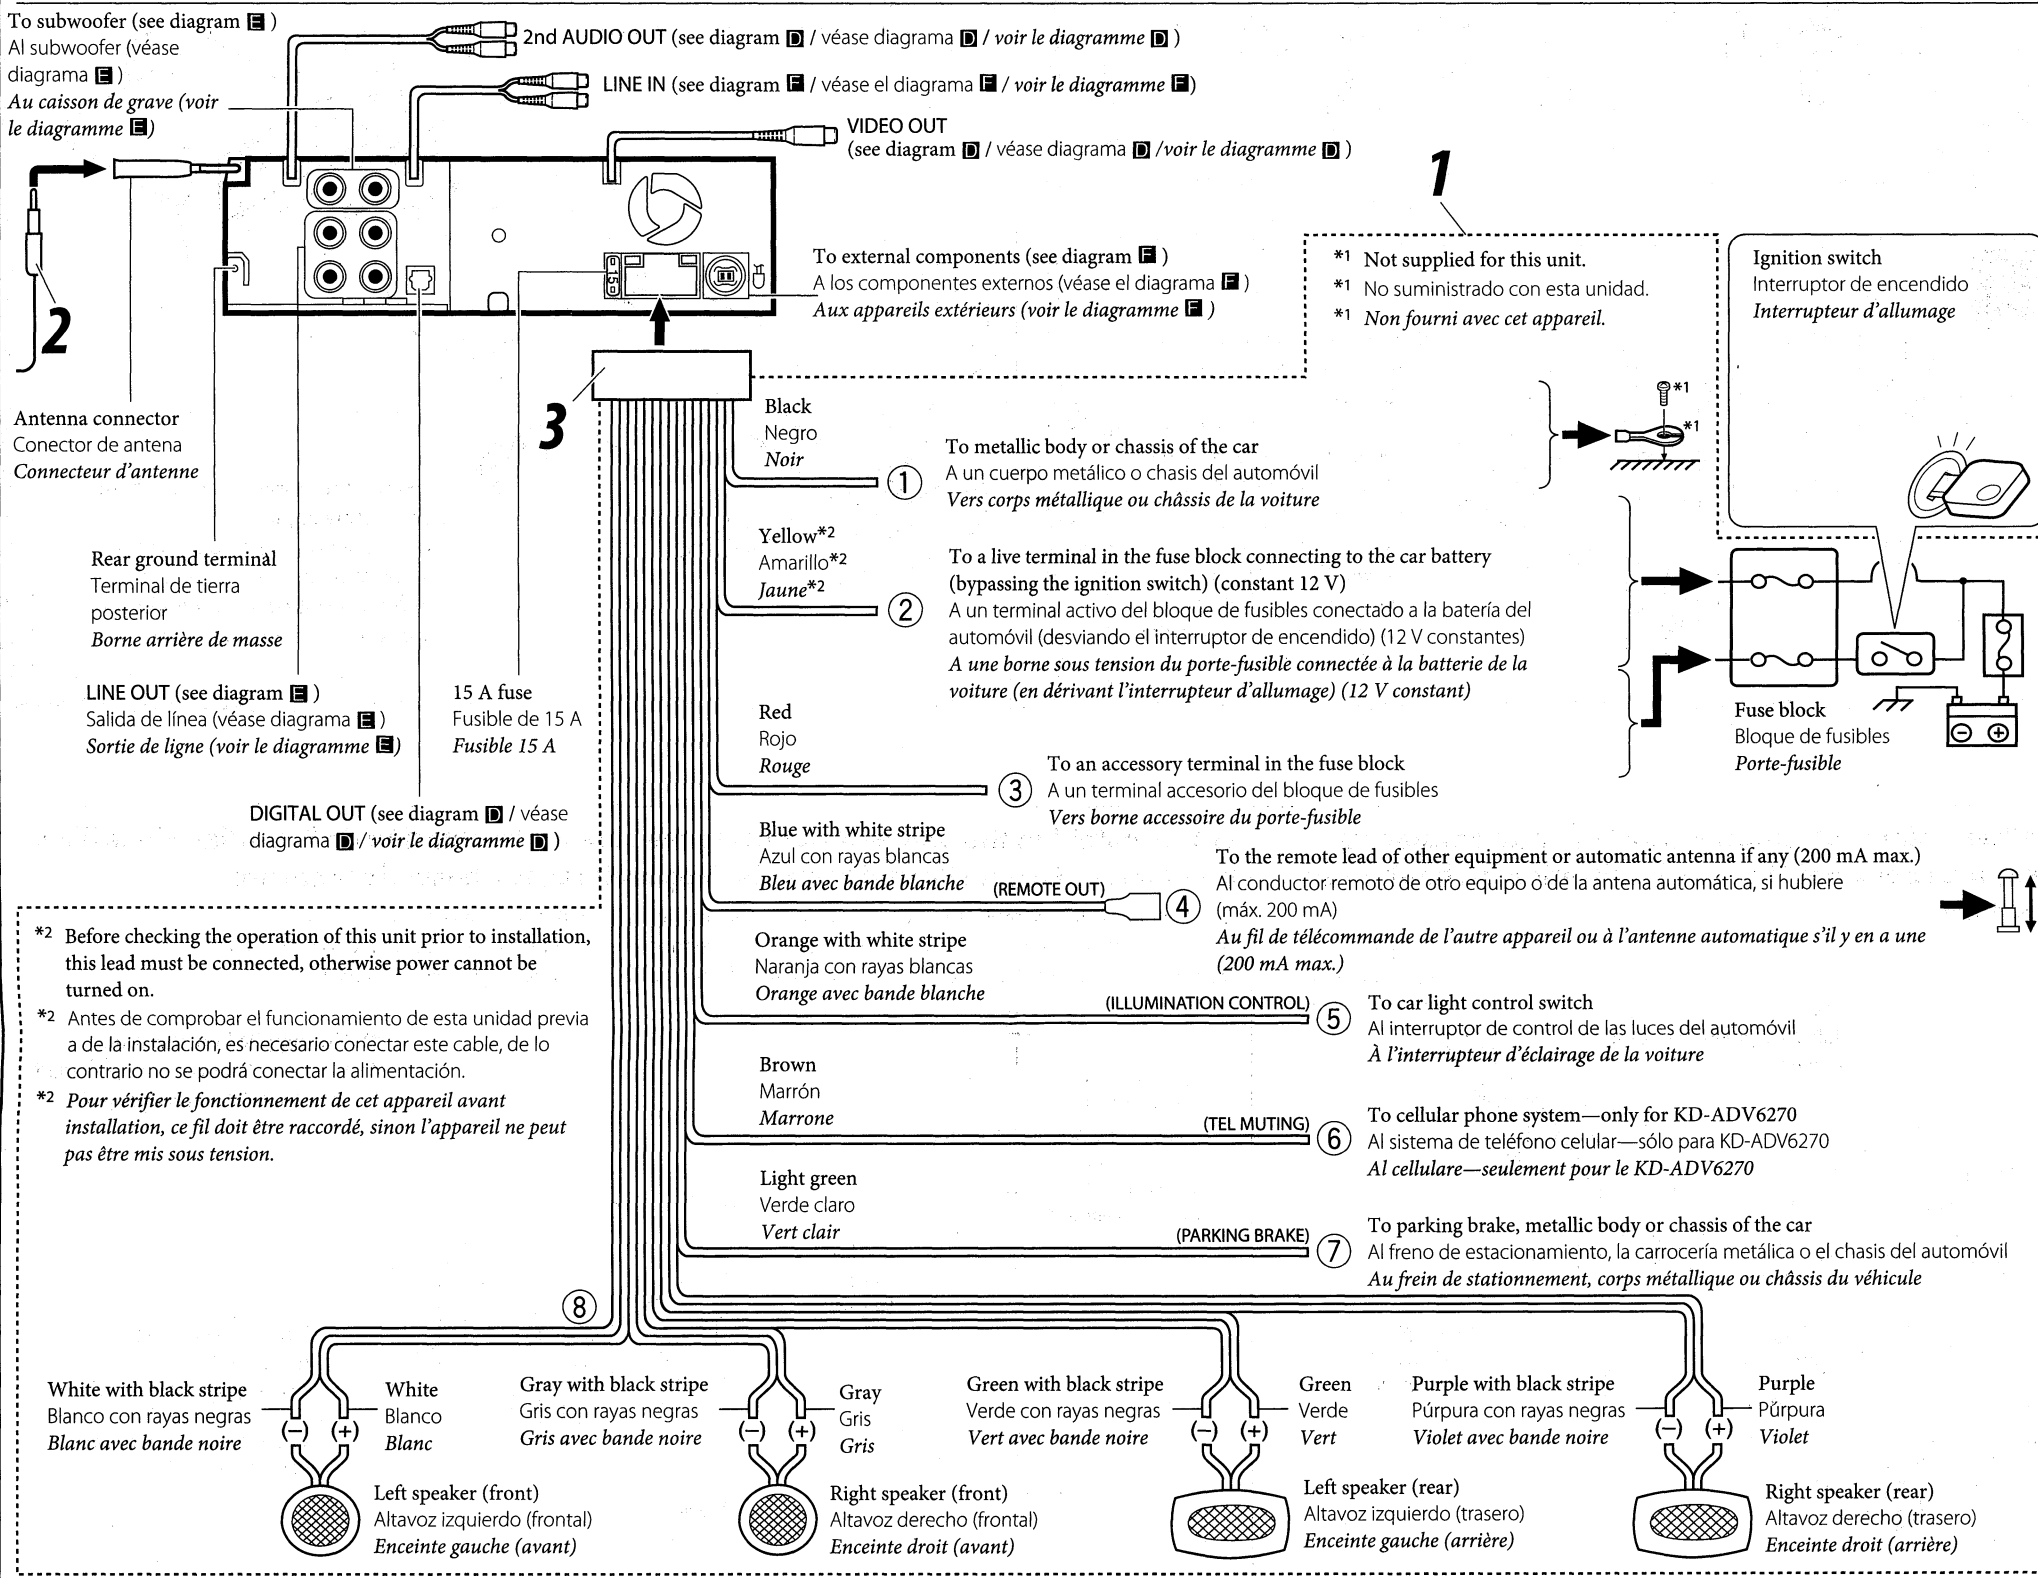 To subwoofer (see diagram E )
Al subwoofer (véase
diagrama E )
Au caisson de grave (voir
le diagramme E)
2nd AUDIO OUT (see diagram D / véase diagrama D / voir le diagramme D )
LINE IN (see diagram F / véase el diagrama F / voir le diagramme F)
VIDEO OUT
(see diagram D / véase diagrama D /voir le diagramme D )
1
2
3
15
To external components (see diagram F )
A los componentes externos (véase el diagrama F )
Aux appareils extérieurs (voir le diagramme F )
*1 Not supplied for this unit.
*1 No suministrado con esta unidad.
*1 Non fourni avec cet appareil.
Ignition switch
Interruptor de encendido
Interrupteur d'allumage
Antenna connector
Conector de antena
Connecteur d'antenne
Rear ground terminal
Terminal de tierra
posterior
Borne arrière de masse
LINE OUT (see diagram E )
Salida de línea (véase diagrama E )
Sortie de ligne (voir le diagramme E)
15 A fuse
Fusible de 15 A
Fusible 15 A
DIGITAL OUT (see diagram D / véase
diagrama D / voir le diagramme D )
Black
Negro
Noir
1
To metallic body or chassis of the car
A un cuerpo metálico o chasis del automóvil
Vers corps métallique ou châssis de la voiture
*1
*1
Yellow*2
Amarillo*2
Jaune*2
2
To a live terminal in the fuse block connecting to the car battery
(bypassing the ignition switch) (constant 12 V)
A un terminal activo del bloque de fusibles conectado a la batería del
automóvil (desviando el interruptor de encendido) (12 V constantes)
A une borne sous tension du porte-fusible connectée à la batterie de la
voiture (en dérivant l'interrupteur d'allumage) (12 V constant)
Fuse block
Bloque de fusibles
Porte-fusible
Red
Rojo
Rouge
3
To an accessory terminal in the fuse block
A un terminal accesorio del bloque de fusibles
Vers borne accessoire du porte-fusible
Blue with white stripe
Azul con rayas blancas
Bleu avec bande blanche
(REMOTE OUT)
4
To the remote lead of other equipment or automatic antenna if any (200 mA max.)
Al conductor remoto de otro equipo o de la antena automática, si hubiere
(máx. 200 mA)
Au fil de télécommande de l'autre appareil ou à l'antenne automatique s'il y en a une
(200 mA max.)
*2 Before checking the operation of this unit prior to installation,
this lead must be connected, otherwise power cannot be
turned on.
*2 Antes de comprobar el funcionamiento de esta unidad previa
a de la instalación, es necesario conectar este cable, de lo
contrario no se podrá conectar la alimentación.
*2 Pour vérifier le fonctionnement de cet appareil avant
installation, ce fil doit être raccordé, sinon l'appareil ne peut
pas être mis sous tension.
Orange with white stripe
Naranja con rayas blancas
Orange avec bande blanche
(ILLUMINATION CONTROL)
5
To car light control switch
Al interruptor de control de las luces del automóvil
À l'interrupteur d'éclairage de la voiture
Brown
Marrón
Marrone
(TEL MUTING)
6
To cellular phone system—only for KD-ADV6270
Al sistema de teléfono celular—sólo para KD-ADV6270
Al cellulare—seulement pour le KD-ADV6270
Light green
Verde claro
Vert clair
(PARKING BRAKE)
7
To parking brake, metallic body or chassis of the car
Al freno de estacionamiento, la carrocería metálica o el chasis del automóvil
Au frein de stationnement, corps métallique ou châssis du véhicule
8
White with black stripe
Blanco con rayas negras
Blanc avec bande noire
(−)
(+)
White
Blanco
Blanc
Left speaker (front)
Altavoz izquierdo (frontal)
Enceinte gauche (avant)
Gray with black stripe
Gris con rayas negras
Gris avec bande noire
(−)
(+)
Gray
Gris
Gris
Right speaker (front)
Altavoz derecho (frontal)
Enceinte droit (avant)
Green with black stripe
Verde con rayas negras
Vert avec bande noire
(−)
(+)
Green
Verde
Vert
Left speaker (rear)
Altavoz izquierdo (trasero)
Enceinte gauche (arrière)
Purple with black stripe
Púrpura con rayas negras
Violet avec bande noire
(−)
(+)
Purple
Púrpura
Violet
Right speaker (rear)
Altavoz derecho (trasero)
Enceinte droit (arrière)